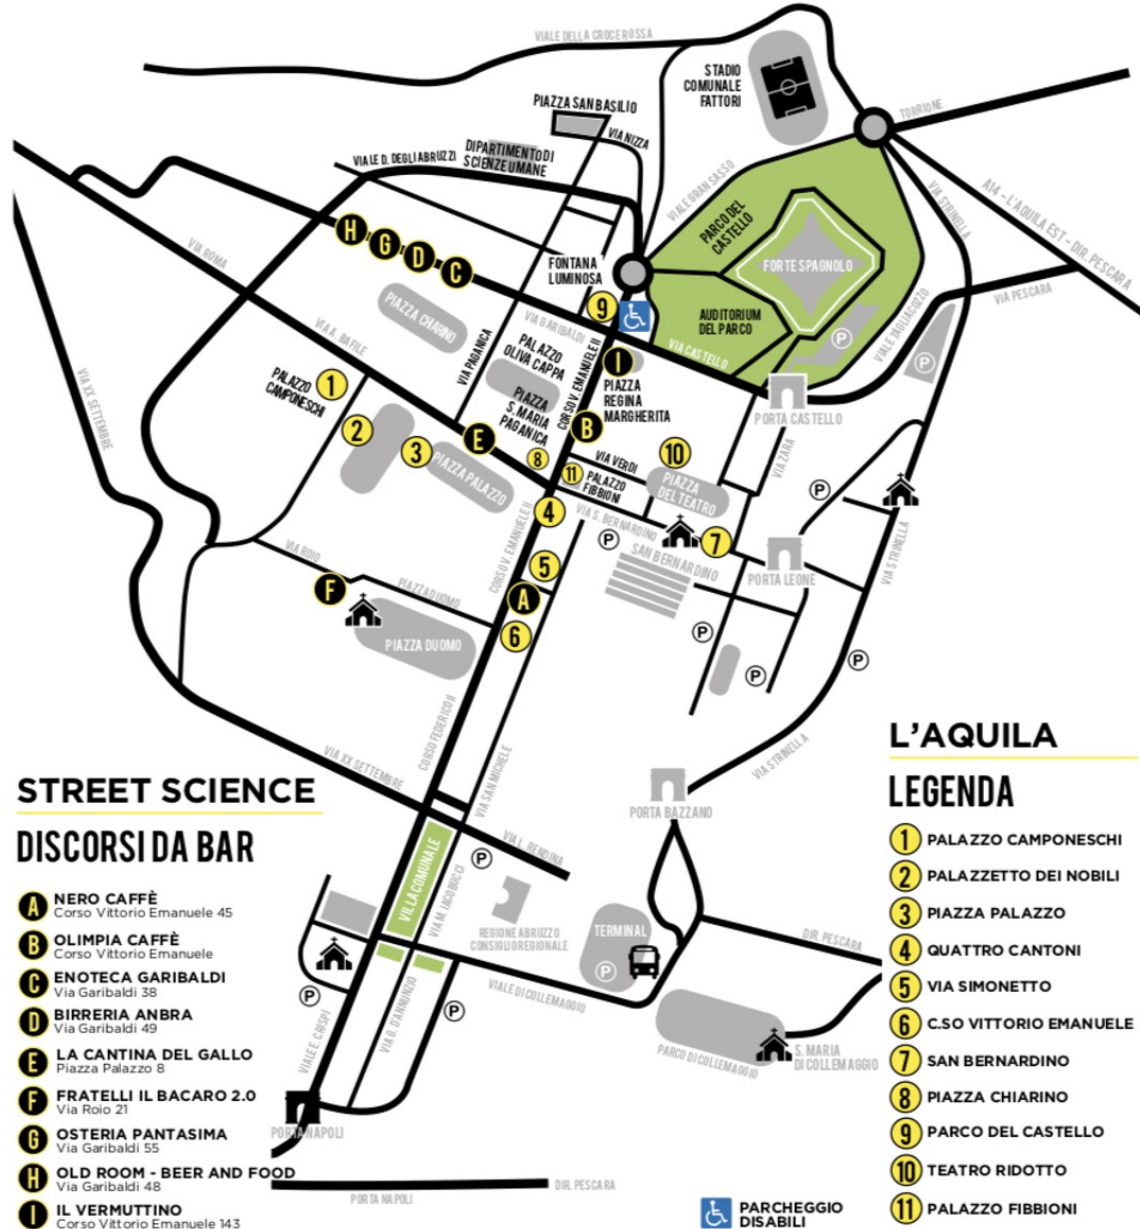 VIALE DELLA CROCE ROSSA
STADIO
COMUNALE
FATTORI
PIAZZA SAN BASILIO
TORRIONE
VIA NIZZA
DIPARTIMENTO DI
SCIENZE UMANE
VIALE D. DEGLI ABRUZZI
VIALE GRAN SASSO
VIA STRINELLA
A14 - L'AQUILA EST - DIR. PESCARA
PARCO DEL
CASTELLO
H
G
D
C
VIA ROMA
FONTANA
LUMINOSA
FORTE SPAGNOLO
VIA PESCARA
PIAZZA CHARINO
9
VIA GARIBALDI
AUDITORIUM
DEL PARCO
VIALE TAGLIACOZZO
P
P
VIA A. BAFILE
VIA PAGANICA
PALAZZO
OLIVA CAPPA
CORSO V. EMANUELE II
VIA CASTELLO
I
PIAZZA
REGINA
MARGHERITA
PALAZZO
CAMPONESCHI
1
PIAZZA
S. MARIA
PAGANICA
PORTA CASTELLO
VIA XX SETTEMBRE
2
3
PIAZZA PALAZZO
E
B
8
11
VIA VERDI
10
PALAZZO
FIBBIONI
PIAZZA
DEL TEATRO
VIA ZARA
P
4
VIA S. BERNARDINO
P
7
SAN BERNARDINO
PORTA LEONE
VIA STRINELLA
CORSO V. EMANUELE II
VIA ROIO
5
F
PIAZZA DUOMO
A
6
PIAZZA DUOMO
P
P
P
CORSO FEDERICO II
VIA XX SETTEMBRE
VIA SAN MICHELE
VIA STRINELLA
PORTA BAZZANO
VILLA COMUNALE
VIA M. JACOBUCCI
VIA L. RENDINA
P
REGIONE ABRUZZO
CONSIGLIO REGIONALE
TERMINAL
P
DIR. PESCARA
P
VIALE E. CRISPI
VIA G. D'ANNUNZIO
P
VIALE DI COLLEMAGGIO
PARCO DI COLLEMAGGIO
S. MARIA
DI COLLEMAGGIO
PORTA NAPOLI
PORTA NAPOLI
DIR. PESCARA
STREET SCIENCE
DISCORSI DA BAR
A NERO CAFFÈ
Corso Vittorio Emanuele 45
B OLIMPIA CAFFÈ
Corso Vittorio Emanuele
C ENOTECA GARIBALDI
Via Garibaldi 38
D BIRRERIA ANBRA
Via Garibaldi 49
E LA CANTINA DEL GALLO
Piazza Palazzo 8
F FRATELLI IL BACARO 2.0
Via Roio 21
G OSTERIA PANTASIMA
Via Garibaldi 55
H OLD ROOM - BEER AND FOOD
Via Garibaldi 48
I IL VERMUTTINO
Corso Vittorio Emanuele 143
L'AQUILA
LEGENDA
1 PALAZZO CAMPONESCHI
2 PALAZZETTO DEI NOBILI
3 PIAZZA PALAZZO
4 QUATTRO CANTONI
5 VIA SIMONETTO
6 C.SO VITTORIO EMANUELE
7 SAN BERNARDINO
8 PIAZZA CHIARINO
9 PARCO DEL CASTELLO
10 TEATRO RIDOTTO
11 PALAZZO FIBBIONI
PARCHEGGIO
DISABILI